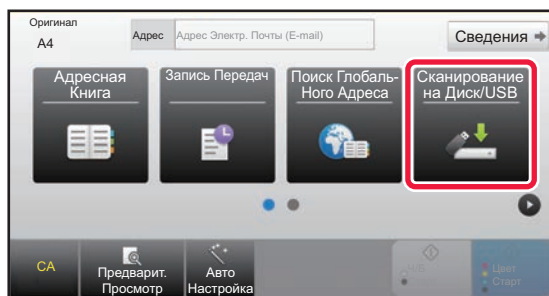 Оригинал
A4
Адрес
Адрес Электр. Почты (E-mail)
Сведения
Адресная
Книга
Запись Передач
Поиск Глобаль-
Ного Адреса
Сканирование
на Диск/USB
CA
Предварит.
Просмотр
Авто
Настройка
Ч/Б
Старт
Цвет
Старт